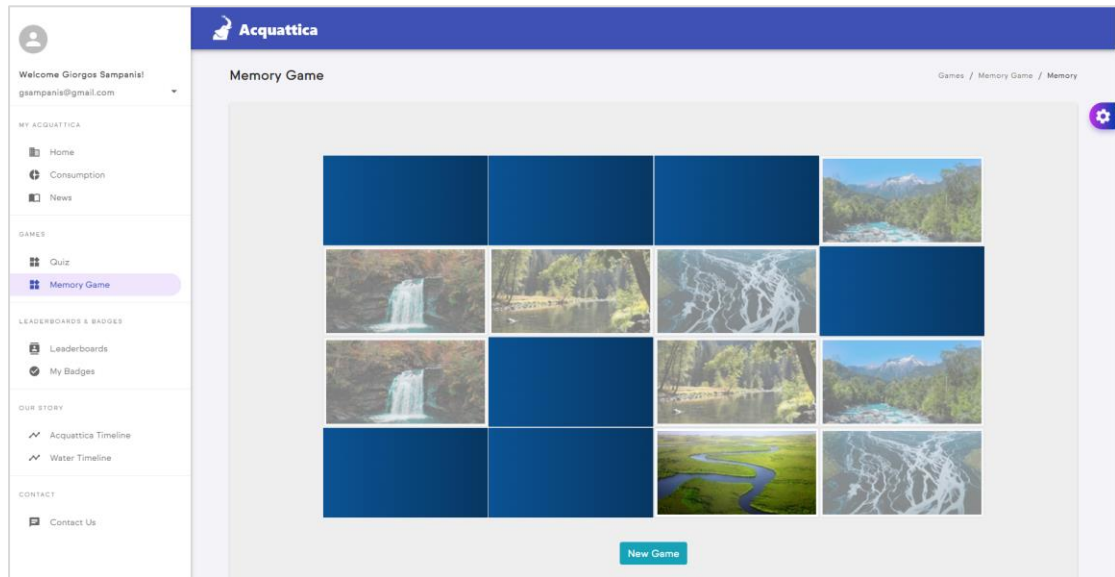 Acquattica
Welcome Giorgos Sampanis!
gsampanis@gmail.com
MY ACQUATTICA
Home
Consumption
News
GAMES
Quiz
Memory Game
LEADERBOARDS & BADGES
Leaderboards
My Badges
OUR STORY
Acquattica Timeline
Water Timeline
CONTACT
Contact Us
Memory Game
Games / Memory Game / Memory
New Game